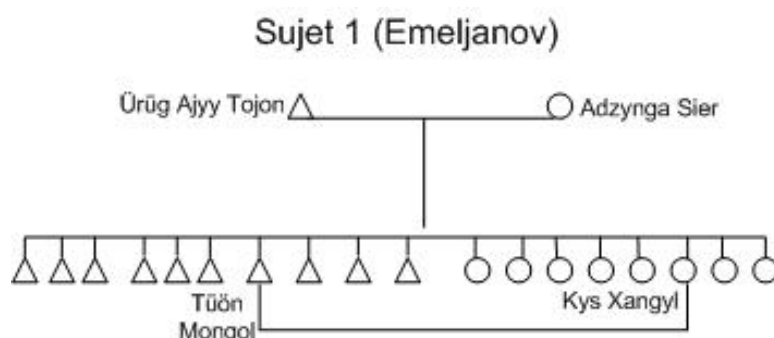 Sujet 1 (Emeljanov)
Ürüg Ajyy Tojon
Adzynga Sier
Tüön
Mongol
Kys Xangyl